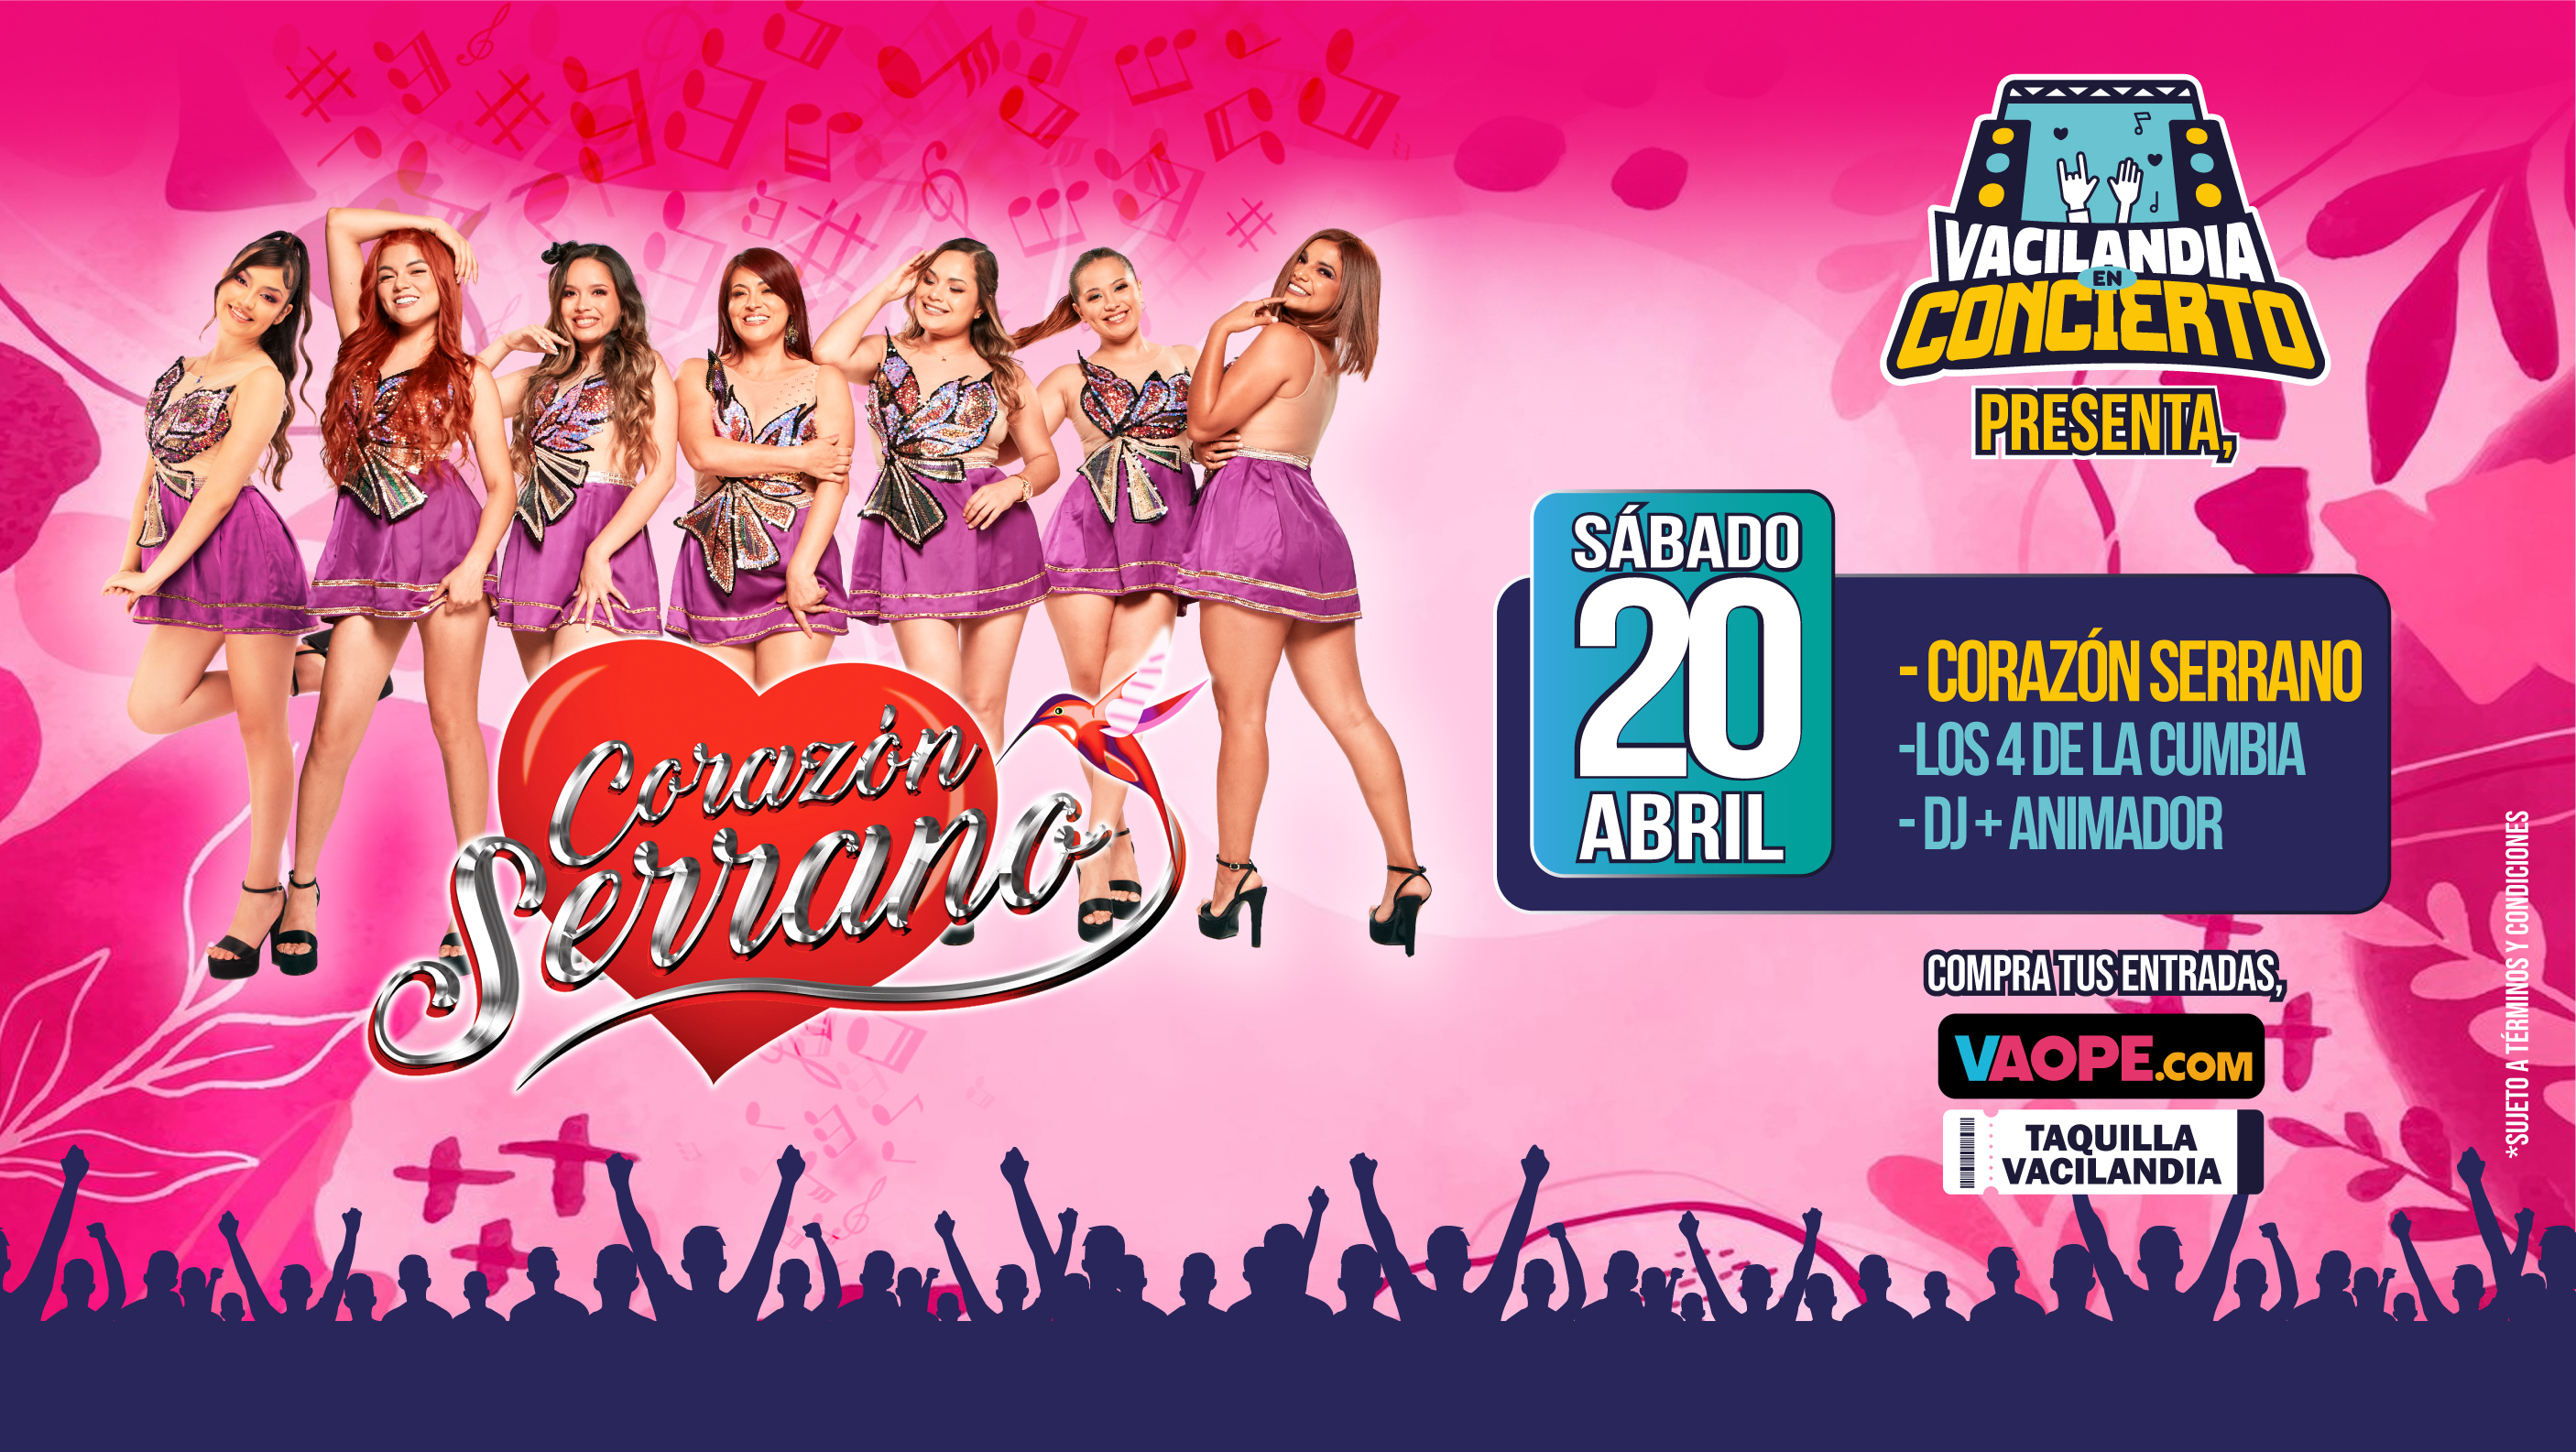 VACILANDIA
EN
CONCIERTO
PRESENTA,
SÁBADO
20
ABRIL
- CORAZÓN SERRANO
-LOS 4 DE LA CUMBIA
- DJ + ANIMADOR
Corazón
Serrano
COMPRA TUS ENTRADAS,
VAOPE.COM
TAQUILLA
VACILANDIA
*SUJETO A TÉRMINOS Y CONDICIONES